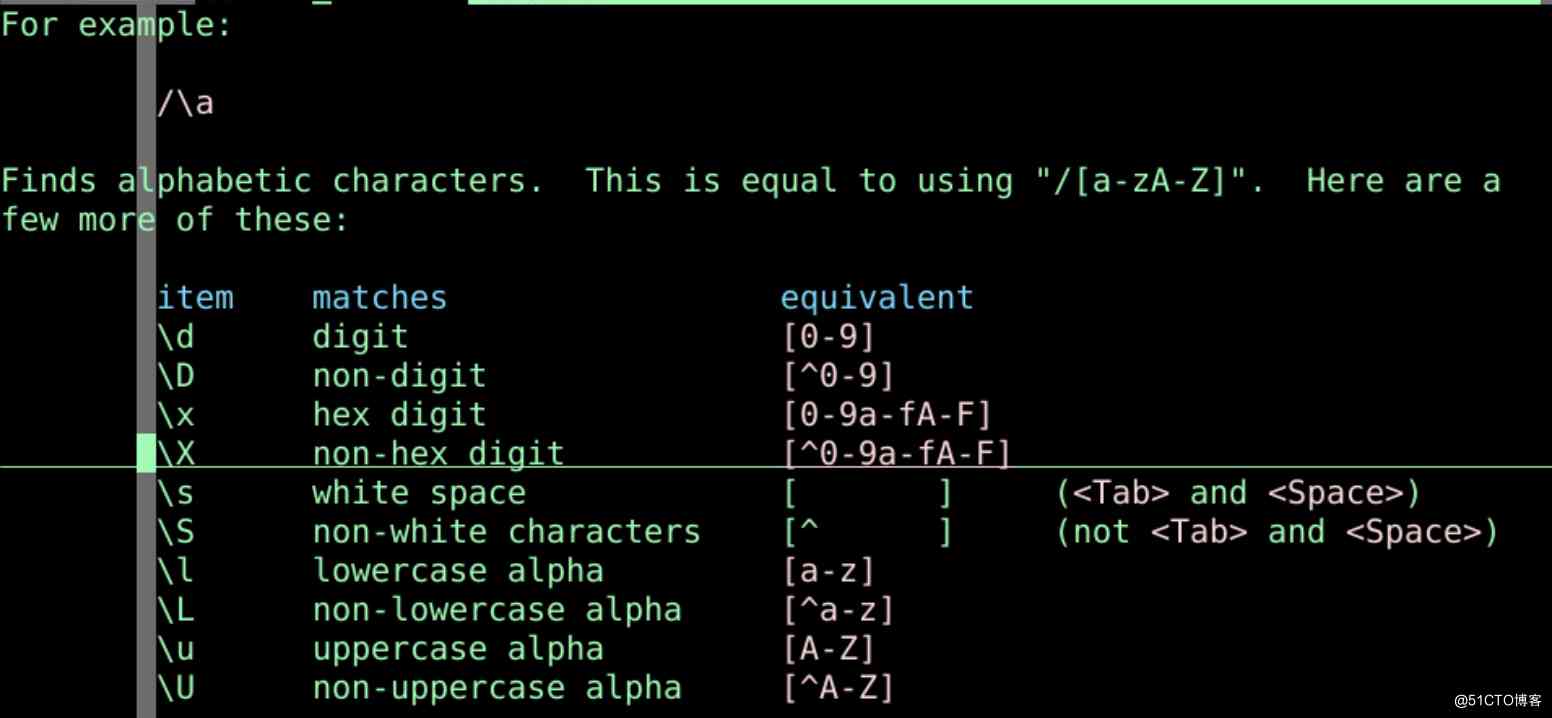 For example:
/\a
Finds alphabetic characters.  This is equal to using "/[a-zA-Z]".  Here are a
few more of these:
item    matches                 equivalent
\d      digit                   [0-9]
\D      non-digit               [^0-9]
\x      hex digit               [0-9a-fA-F]
\X      non-hex digit           [^0-9a-fA-F]
\s      white space             [       ]     (<Tab> and <Space>)
\S      non-white characters    [^      ]     (not <Tab> and <Space>)
\l      lowercase alpha         [a-z]
\L      non-lowercase alpha     [^a-z]
\u      uppercase alpha         [A-Z]
\U      non-uppercase alpha     [^A-Z]
@51CTO博客